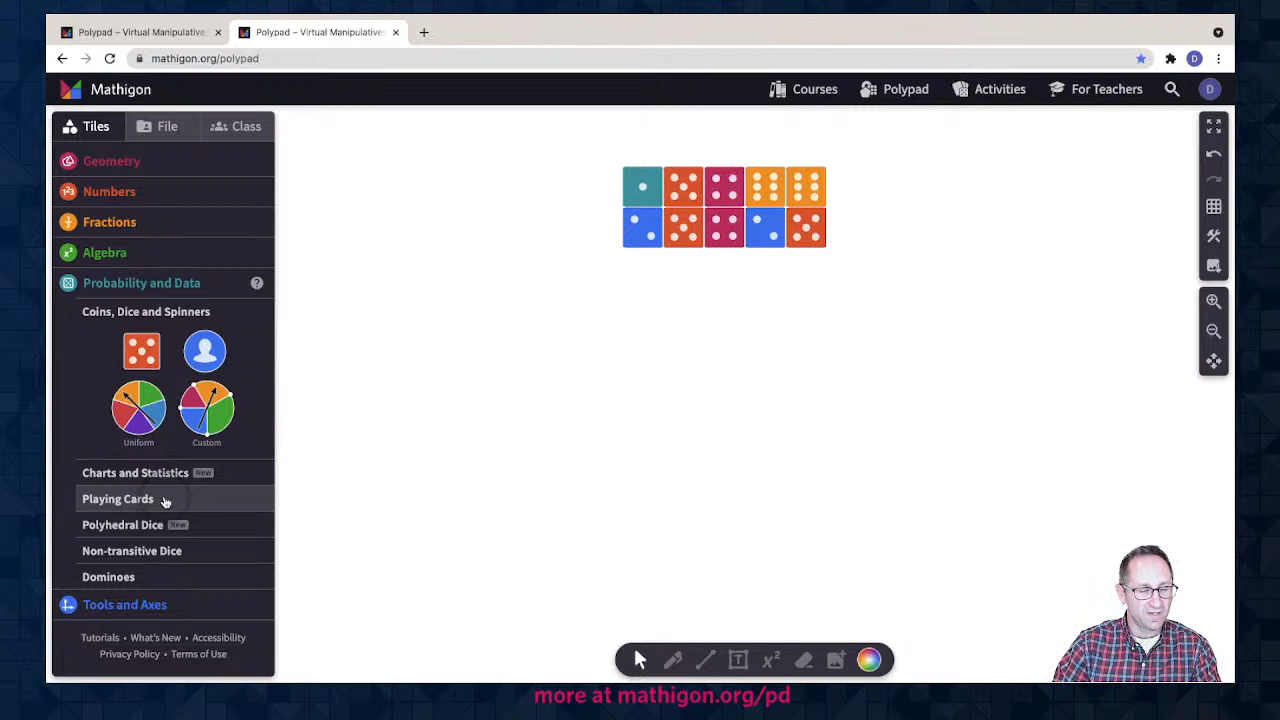 Polypad – Virtual Manipulatives
Polypad – Virtual Manipulatives
mathigon.org/polypad
D
Mathigon
Courses
Polypad
Activities
For Teachers
D
Tiles
File
Class
Geometry
Numbers
Fractions
Algebra
Probability and Data
?
Coins, Dice and Spinners
Uniform
Custom
Charts and Statistics New
Playing Cards
Polyhedral Dice New
Non-transitive Dice
Dominoes
Tools and Axes
Tutorials • What's New • Accessibility
Privacy Policy • Terms of Use
T
x²
more at mathigon.org/pd